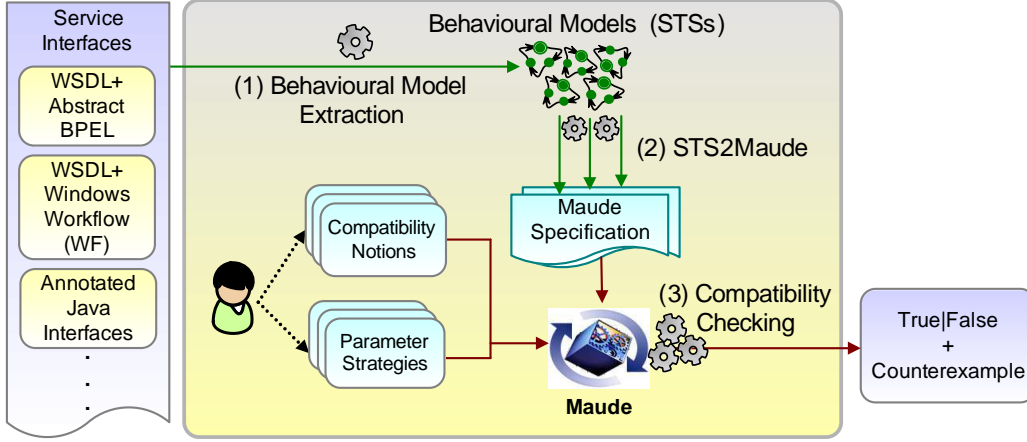 Service
Interfaces
WSDL+
Abstract
BPEL
WSDL+
Windows
Workflow
(WF)
Annotated
Java
Interfaces
.
.
.
Behavioural Models (STSs)
(1) Behavioural Model
Extraction
(2) STS2Maude
Maude
Specification
Compatibility
Notions
Parameter
Strategies
(3) Compatibility
Checking
Maude
True|False
+
Counterexample